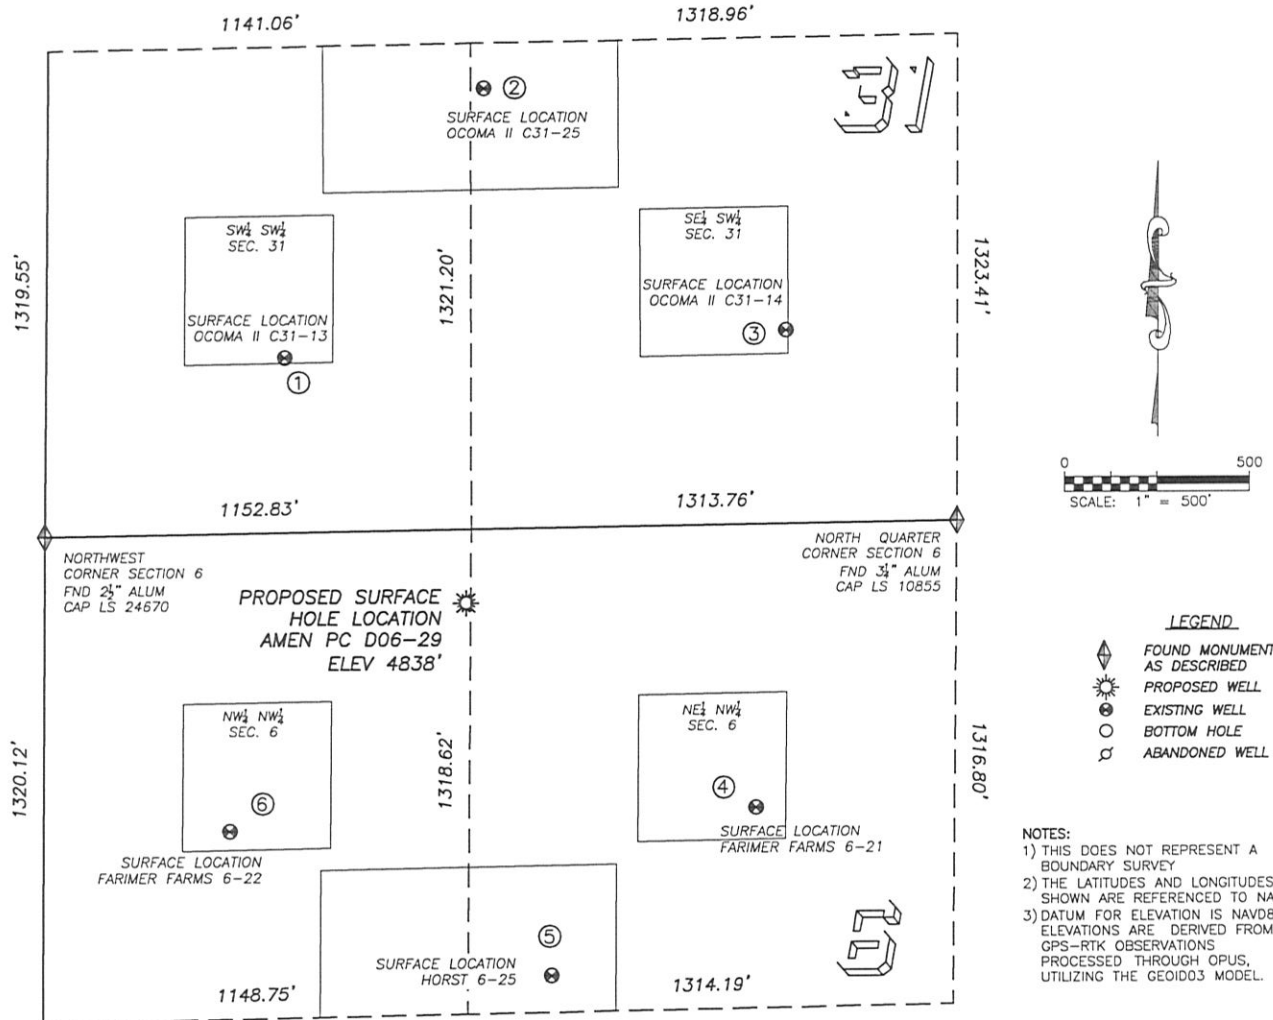 1141.06'
1318.96'
②
SURFACE LOCATION
OCOMA II C31-25
31
SW¼ SW¼
SEC. 31
SE¼ SW¼
SEC. 31
1319.55'
1321.20'
1323.41'
SURFACE LOCATION
OCOMA II C31-13
①
SURFACE LOCATION
OCOMA II C31-14
③
0 500
SCALE: 1" = 500'
1152.83'
1313.76'
NORTHWEST
CORNER SECTION 6
FND 2½" ALUM
CAP LS 24670
NORTH QUARTER
CORNER SECTION 6
FND 3¼" ALUM
CAP LS 10855
PROPOSED SURFACE
HOLE LOCATION
AMEN PC D06-29
ELEV 4838'
LEGEND
FOUND MONUMENT
AS DESCRIBED
PROPOSED WELL
EXISTING WELL
BOTTOM HOLE
ABANDONED WELL
NW¼ NW¼
SEC. 6
NE¼ NW¼
SEC. 6
1320.12'
1318.62'
1316.80'
⑥
SURFACE LOCATION
FARIMER FARMS 6-22
④
SURFACE LOCATION
FARIMER FARMS 6-21
⑤
SURFACE LOCATION
HORST 6-25
6
1148.75'
1314.19'
NOTES:
1) THIS DOES NOT REPRESENT A
BOUNDARY SURVEY
2) THE LATITUDES AND LONGITUDES
SHOWN ARE REFERENCED TO NA
3) DATUM FOR ELEVATION IS NAVD8
ELEVATIONS ARE DERIVED FROM
GPS-RTK OBSERVATIONS
PROCESSED THROUGH OPUS,
UTILIZING THE GEOID03 MODEL.